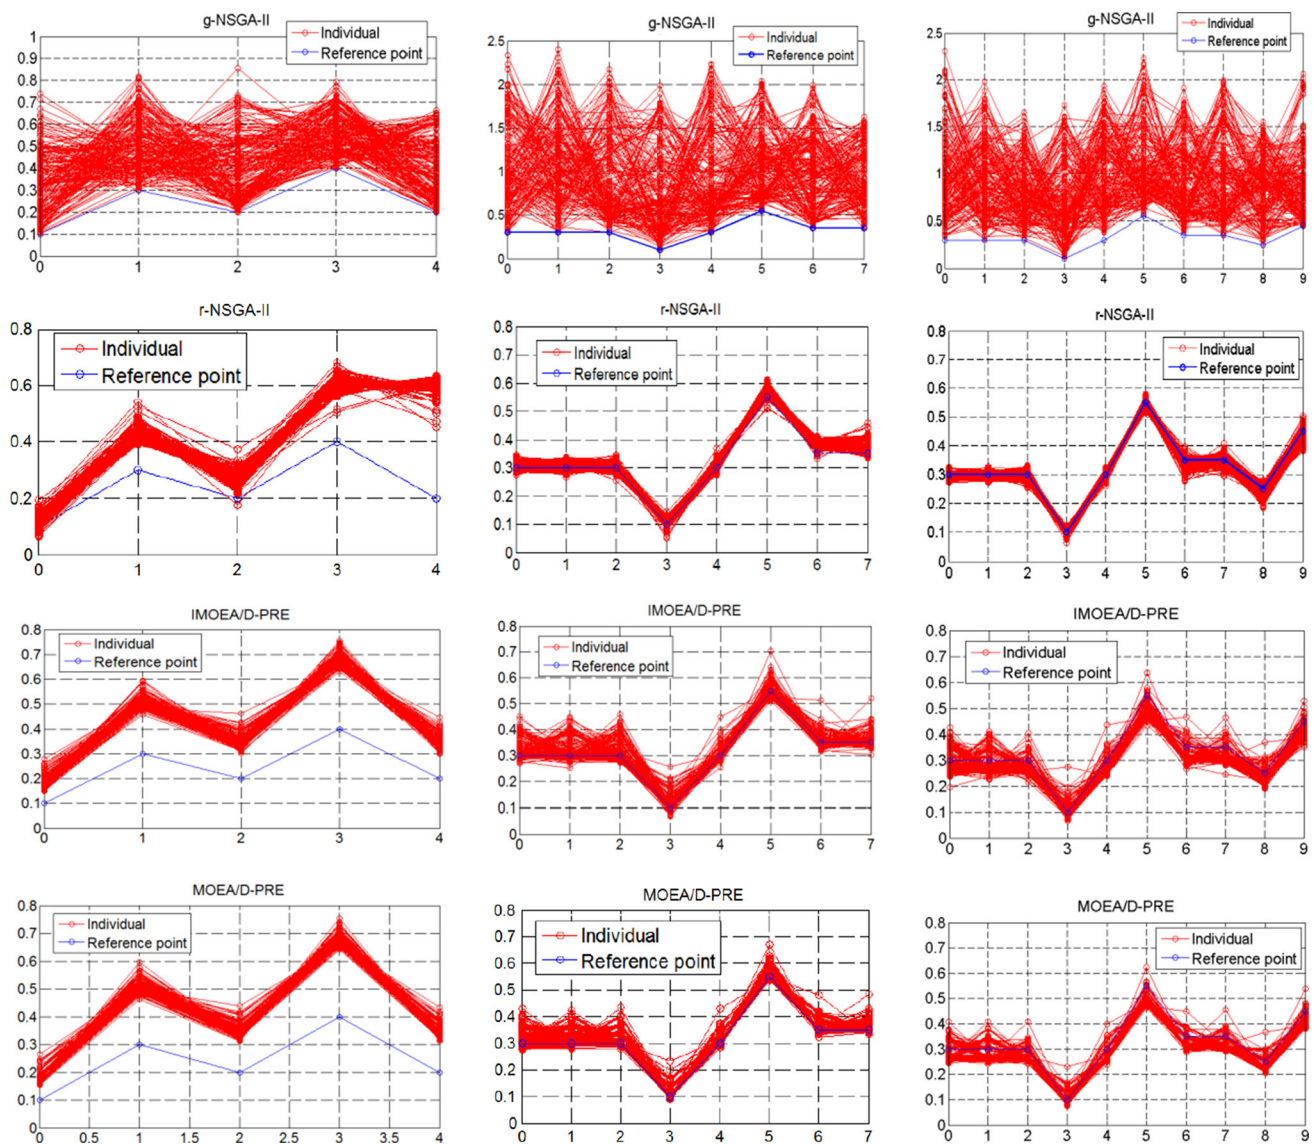 g-NSGA-II
Individual
Reference point
1
0.9
0.8
0.7
0.6
0.5
0.4
0.3
0.2
0.1
0
0 1 2 3 4
g-NSGA-II
Individual
Reference point
2.5
2
1.5
1
0.5
0
0 1 2 3 4 5 6 7
g-NSGA-II
Individual
Reference point
2.5
2
1.5
1
0.5
0
0 1 2 3 4 5 6 7 8 9
r-NSGA-II
Individual
Reference point
0.8
0.6
0.4
0.2
0
0 1 2 3 4
r-NSGA-II
Individual
Reference point
0.8
0.7
0.6
0.5
0.4
0.3
0.2
0.1
0
0 1 2 3 4 5 6 7
r-NSGA-II
Individual
Reference point
0.8
0.7
0.6
0.5
0.4
0.3
0.2
0.1
0
0 1 2 3 4 5 6 7 8 9
IMOEA/D-PRE
Individual
Reference point
0.8
0.7
0.6
0.5
0.4
0.3
0.2
0.1
0
0 1 2 3 4
IMOEA/D-PRE
Individual
Reference point
0.8
0.7
0.6
0.5
0.4
0.3
0.2
0.1
0
0 1 2 3 4 5 6 7
IMOEA/D-PRE
Individual
Reference point
0.8
0.7
0.6
0.5
0.4
0.3
0.2
0.1
0
0 1 2 3 4 5 6 7 8 9
MOEA/D-PRE
Individual
Reference point
0.8
0.7
0.6
0.5
0.4
0.3
0.2
0.1
0
0 0.5 1 1.5 2 2.5 3 3.5 4
MOEA/D-PRE
Individual
Reference point
0.8
0.7
0.6
0.5
0.4
0.3
0.2
0.1
0
0 1 2 3 4 5 6 7
MOEA/D-PRE
Individual
Reference point
0.8
0.7
0.6
0.5
0.4
0.3
0.2
0.1
0
0 1 2 3 4 5 6 7 8 9